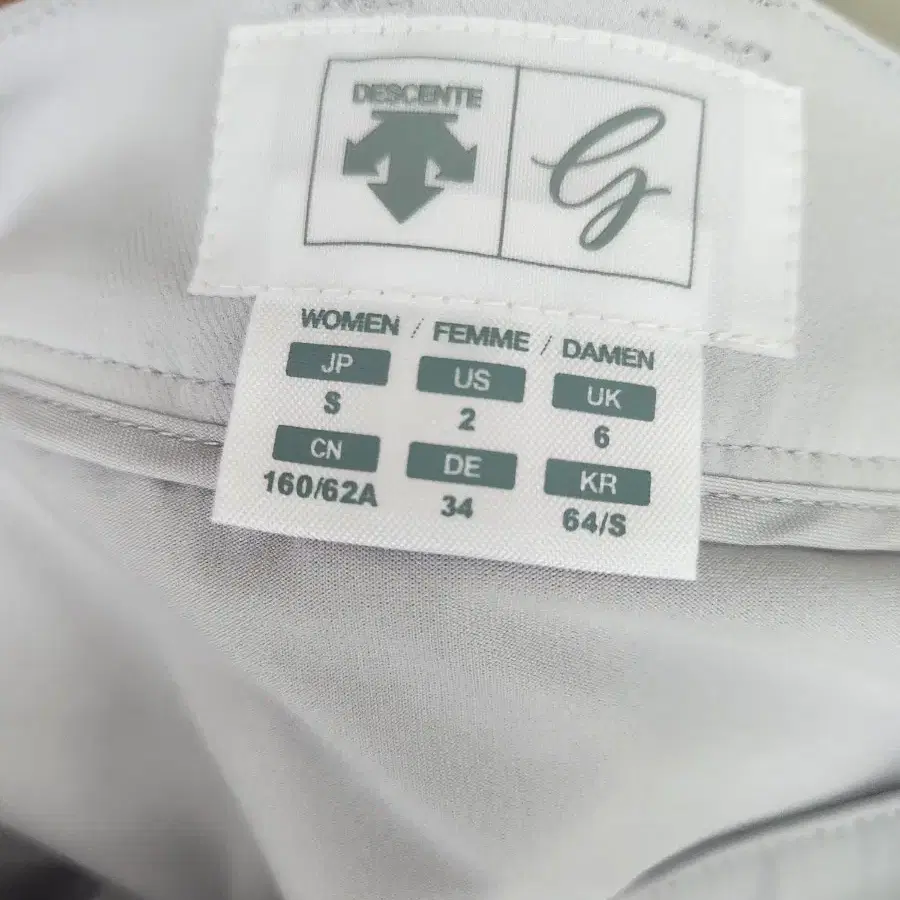 DESCENTE
G
WOMEN / FEMME / DAMEN
JP US UK
S 2 6
CN DE KR
160/62A 34 64/S